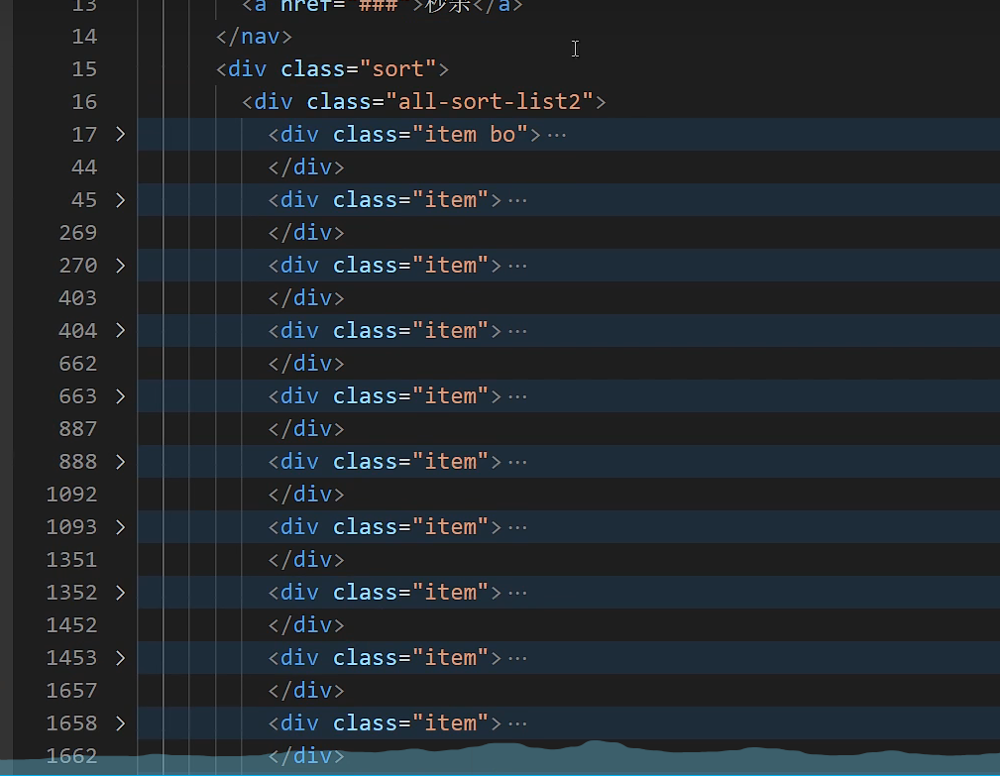 13 <a href="###">秒杀</a>
14 </nav>
15 <div class="sort">
16 <div class="all-sort-list2">
17 > <div class="item bo">···
44 </div>
45 > <div class="item">···
269 </div>
270 > <div class="item">···
403 </div>
404 > <div class="item">···
662 </div>
663 > <div class="item">···
887 </div>
888 > <div class="item">···
1092 </div>
1093 > <div class="item">···
1351 </div>
1352 > <div class="item">···
1452 </div>
1453 > <div class="item">···
1657 </div>
1658 > <div class="item">···
1662 </div>